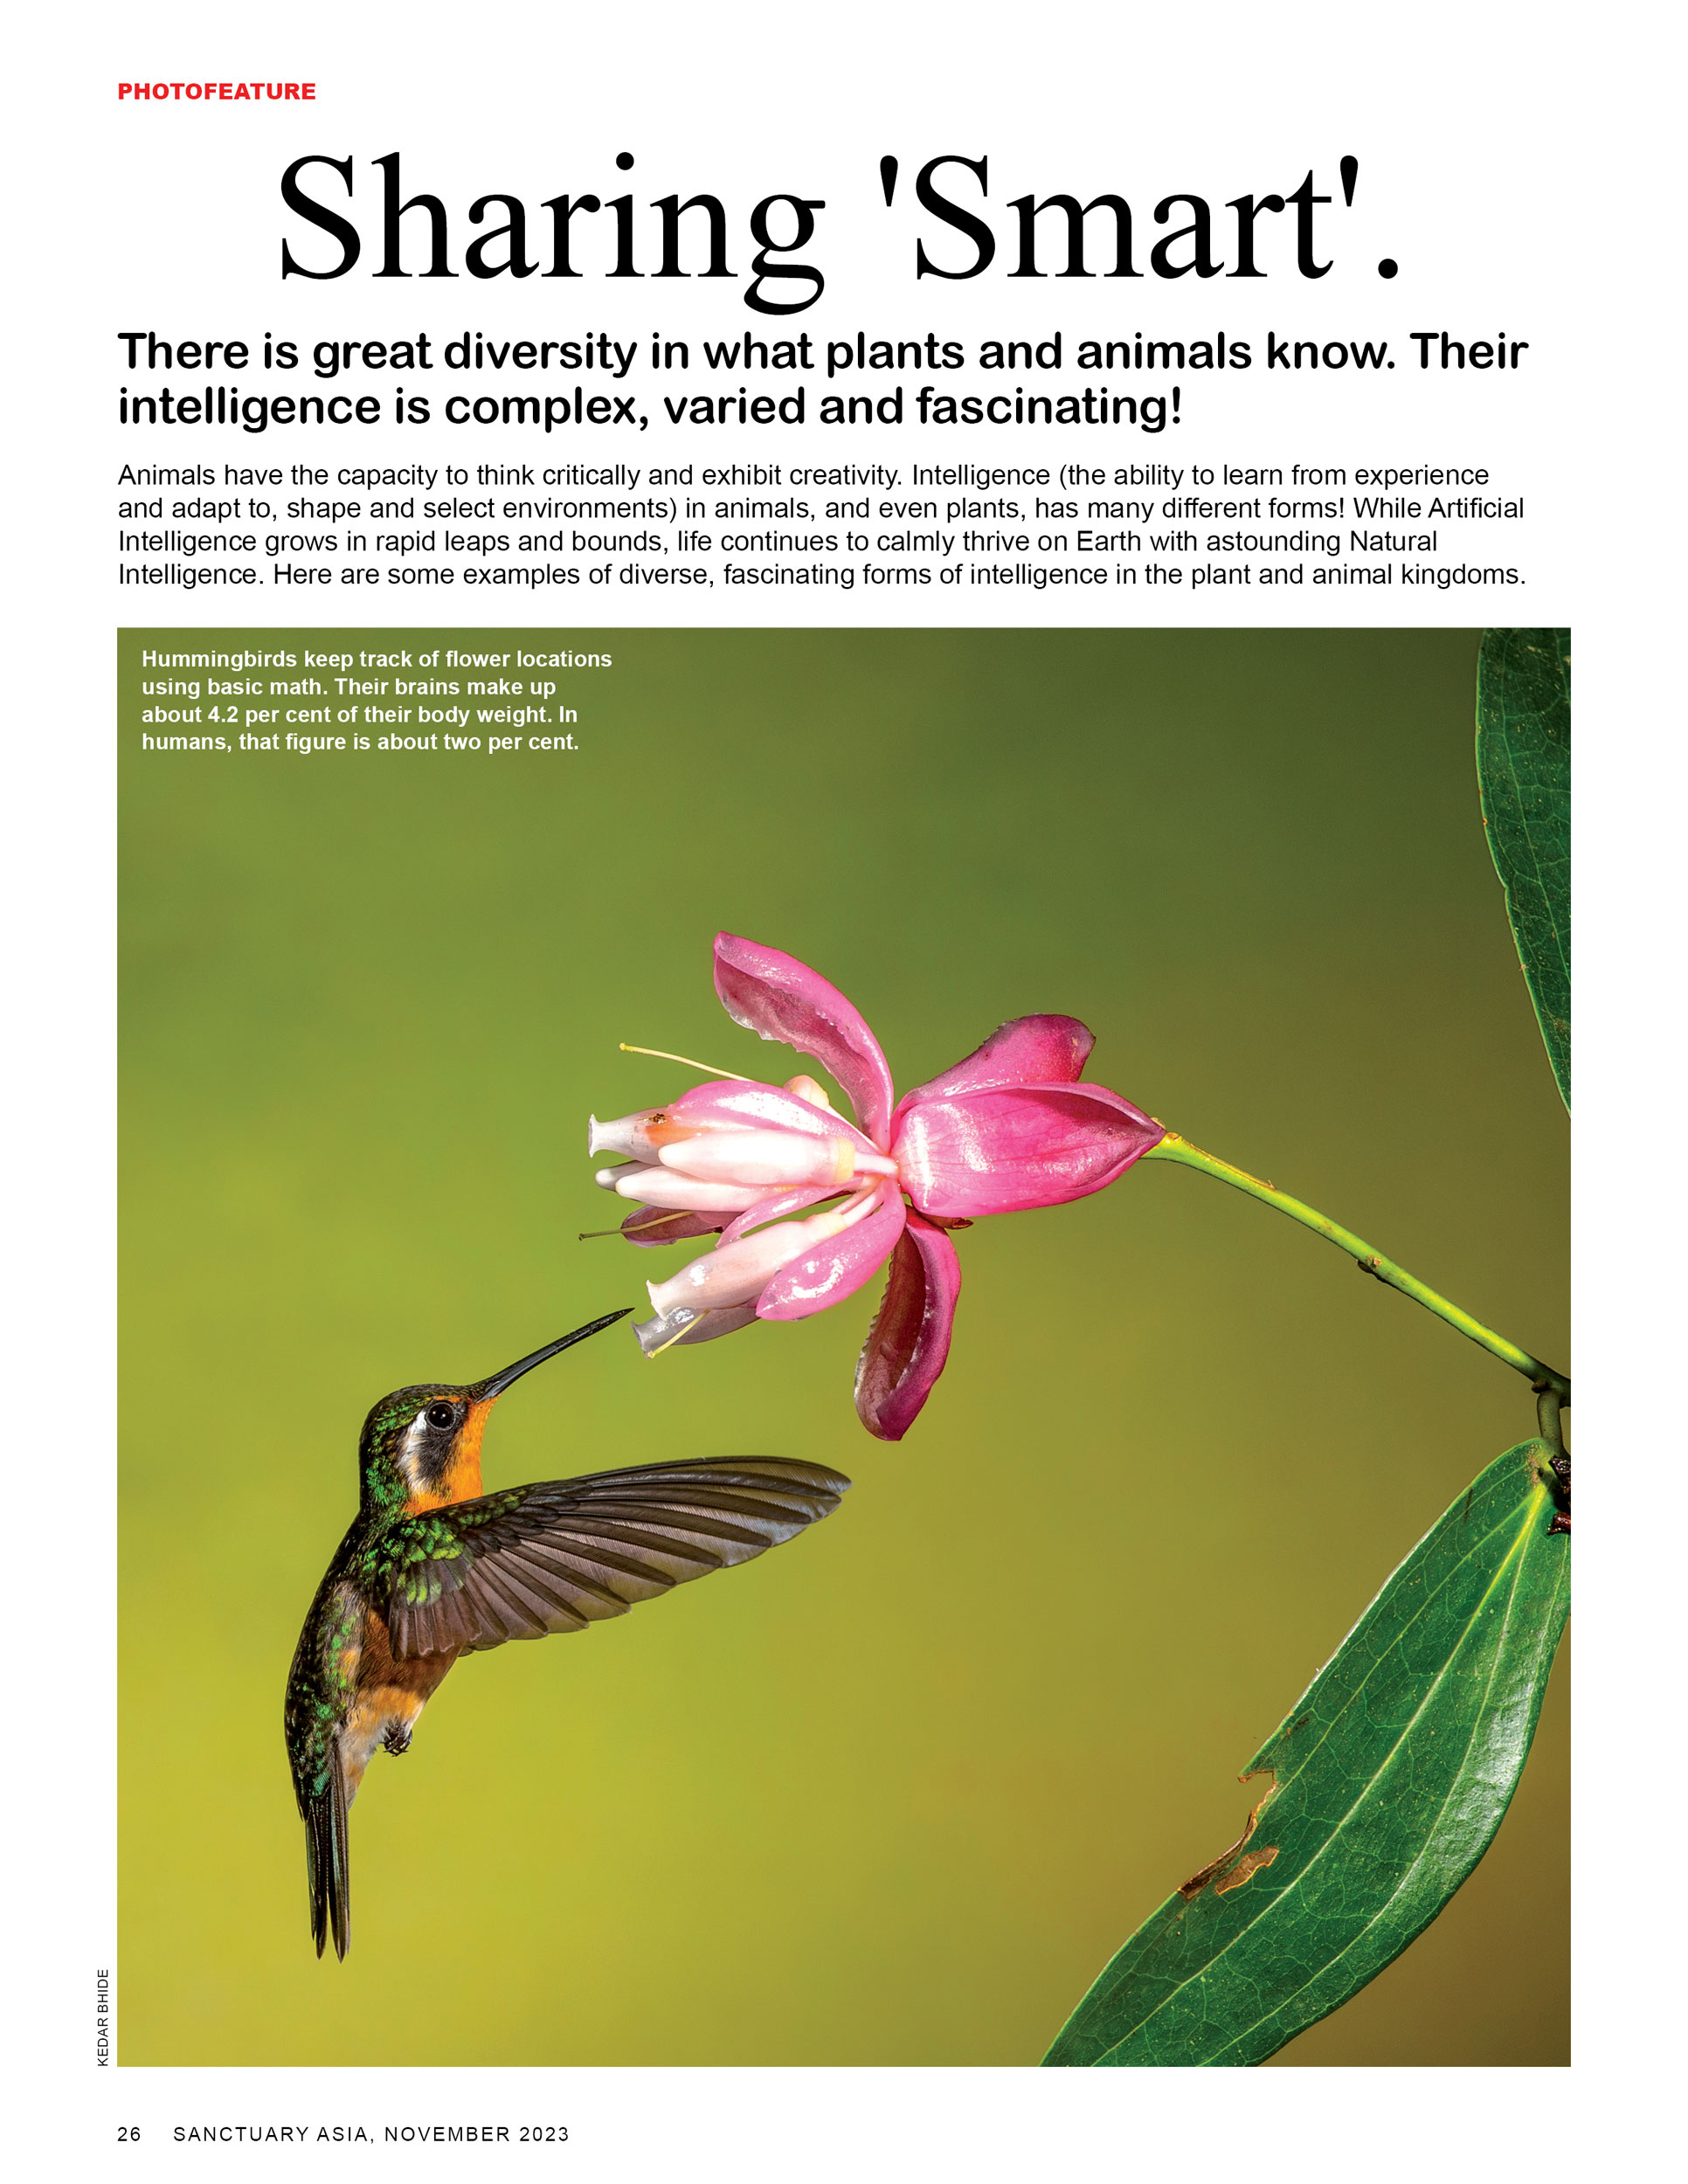 PHOTOFEATURE
Sharing 'Smart'.
There is great diversity in what plants and animals know. Their
intelligence is complex, varied and fascinating!
Animals have the capacity to think critically and exhibit creativity. Intelligence (the ability to learn from experience
and adapt to, shape and select environments) in animals, and even plants, has many different forms! While Artificial
Intelligence grows in rapid leaps and bounds, life continues to calmly thrive on Earth with astounding Natural
Intelligence. Here are some examples of diverse, fascinating forms of intelligence in the plant and animal kingdoms.
Hummingbirds keep track of flower locations
using basic math. Their brains make up
about 4.2 per cent of their body weight. In
humans, that figure is about two per cent.
KEDAR BHIDE
26 SANCTUARY ASIA, NOVEMBER 2023